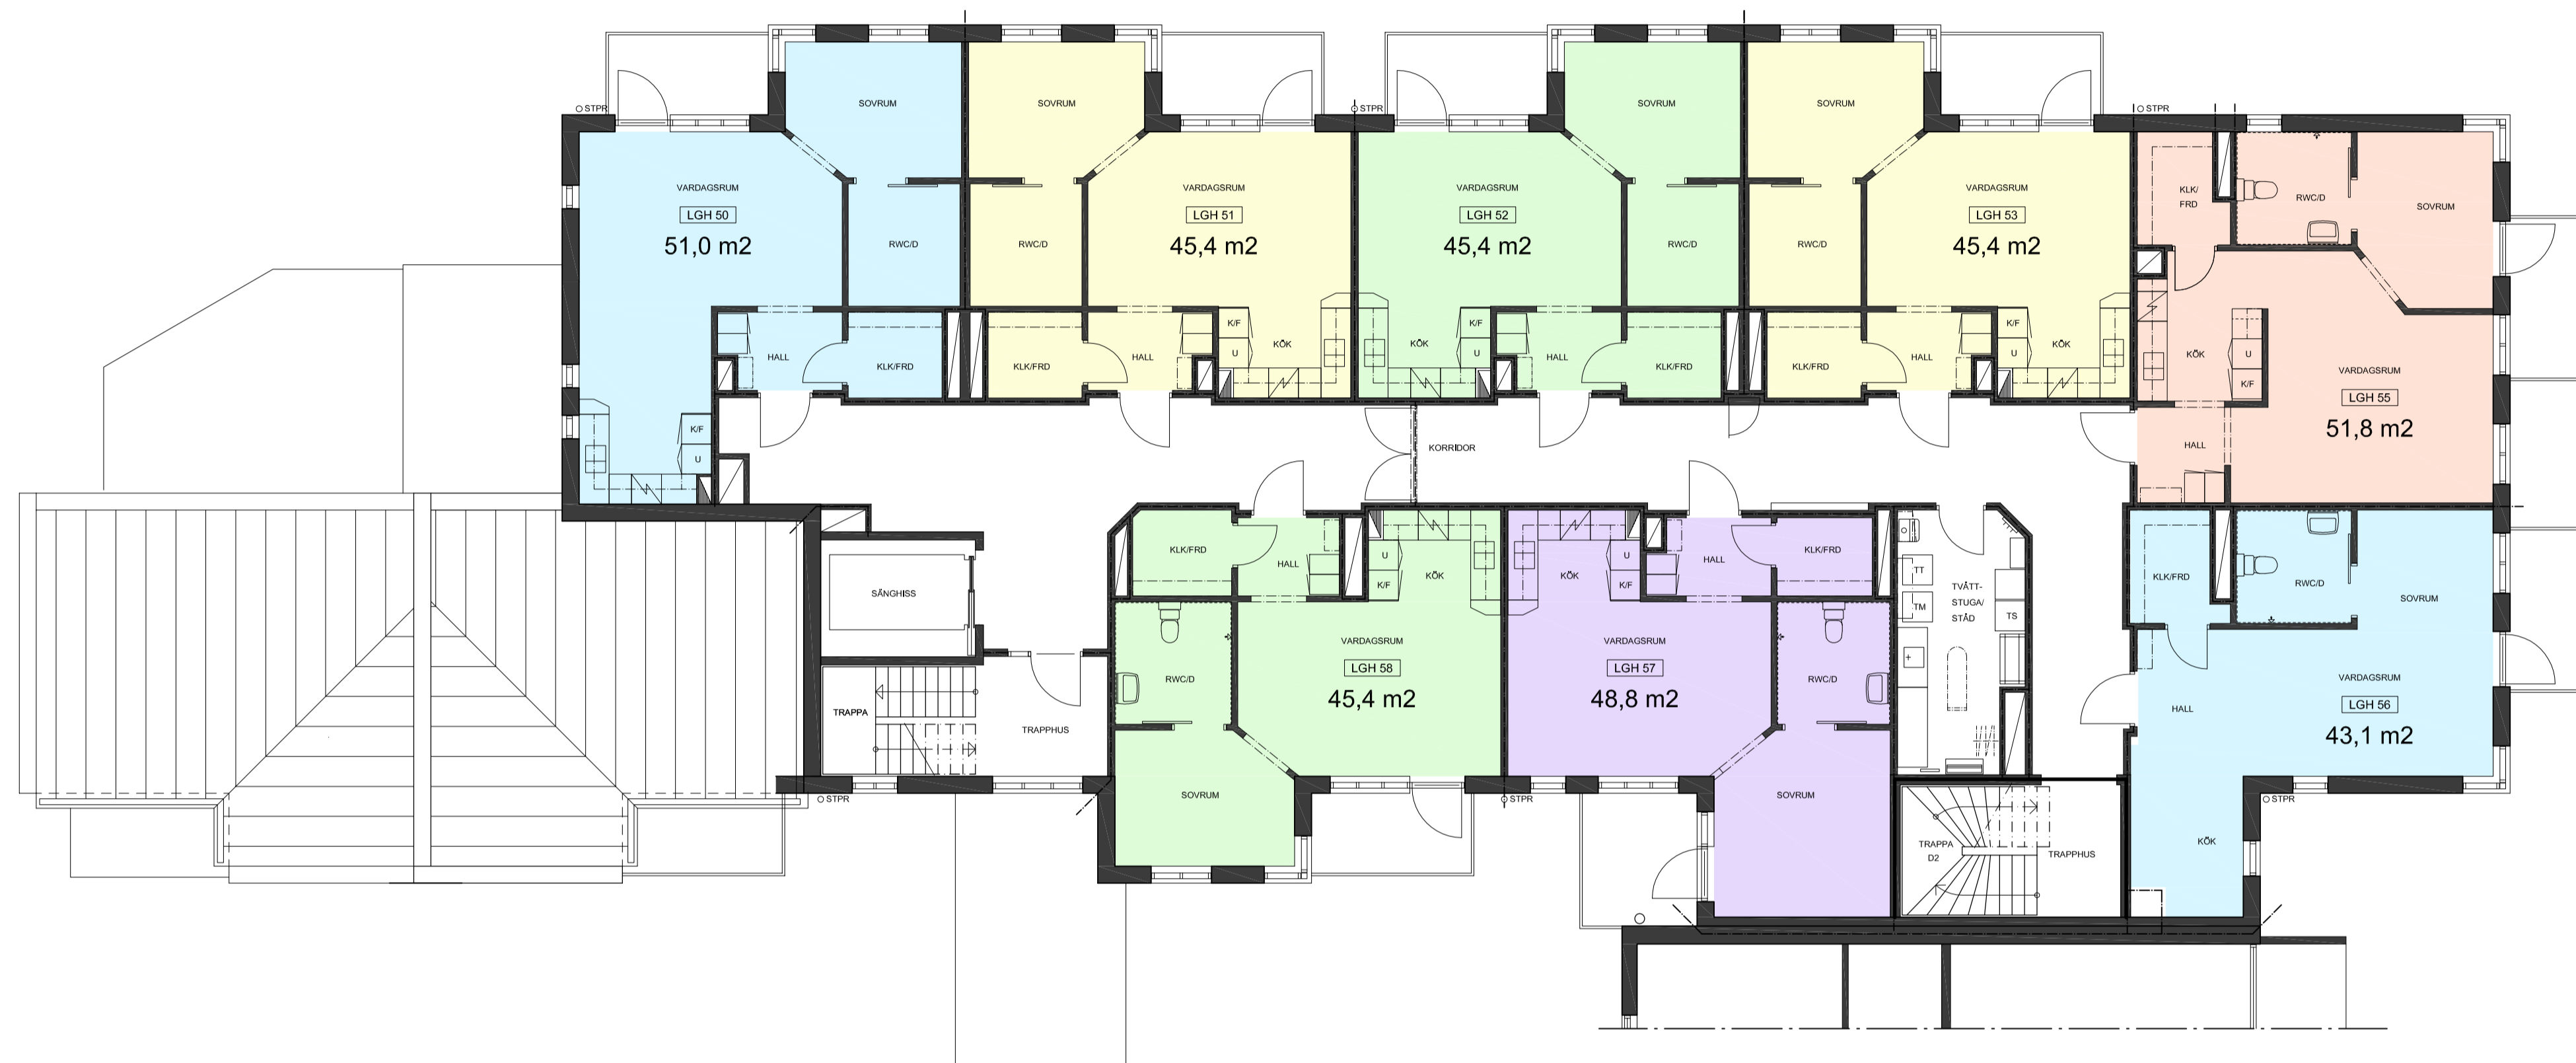 SOVRUM
SOVRUM
SOVRUM
SOVRUM
STPR
STPR
STPR
VARDAGSRUM
LGH 50
51,0 m2
RWC/D
RWC/D
VARDAGSRUM
LGH 51
45,4 m2
VARDAGSRUM
LGH 52
45,4 m2
RWC/D
RWC/D
VARDAGSRUM
LGH 53
45,4 m2
KLK/
FRD
RWC/D
SOVRUM
HALL
KLK/FRD
KLK/FRD
HALL
K/F
U
KÖK
KÖK
K/F
U
HALL
KLK/FRD
KLK/FRD
HALL
K/F
U
KÖK
KÖK
U
K/F
VARDAGSRUM
LGH 55
51,8 m2
HALL
K/F
U
KORRIDOR
SÄNGHISS
TRAPPA
TRAPPHUS
STPR
KLK/FRD
HALL
U
K/F
KÖK
RWC/D
VARDAGSRUM
LGH 58
45,4 m2
SOVRUM
KÖK
U
K/F
HALL
KLK/FRD
VARDAGSRUM
LGH 57
48,8 m2
RWC/D
SOVRUM
STPR
TT
TM
TVÄTT-
STUGA/
STÄD
TS
TRAPPA
D2
TRAPPHUS
KLK/FRD
RWC/D
SOVRUM
HALL
VARDAGSRUM
LGH 56
43,1 m2
STPR
KÖK